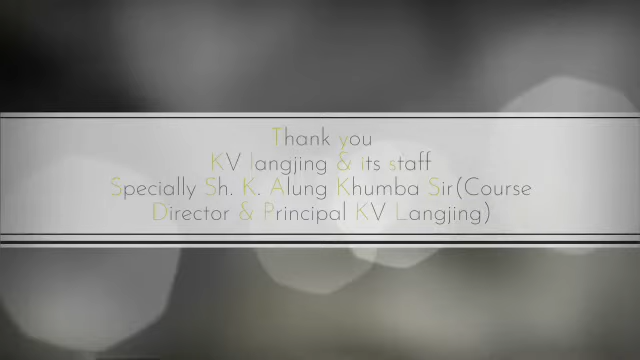 Thank you
KV langjing & its staff
Specially Sh. K. Alung Khumba Sir(Course
Director & Principal KV Langjing)